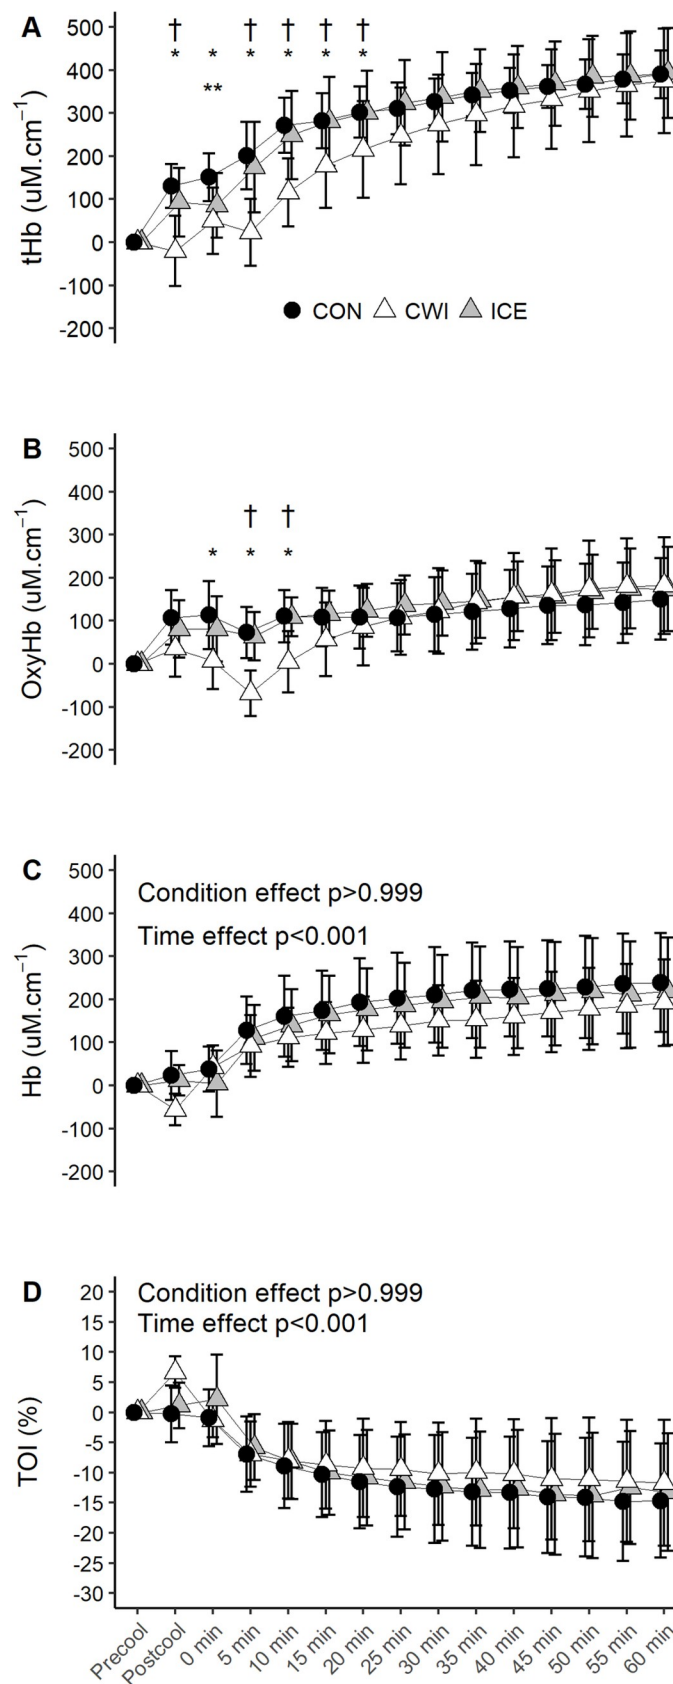 A
† † † † †
* * * * * *
**
500
400
300
200
100
0
-100
-200
tHb (uM.cm⁻¹)
CON CWI ICE
B
† †
* * *
500
400
300
200
100
0
-100
-200
OxyHb (uM.cm⁻¹)
C
Condition effect p>0.999
Time effect p<0.001
500
400
300
200
100
0
-100
-200
Hb (uM.cm⁻¹)
D
Condition effect p>0.999
Time effect p<0.001
20
15
10
5
0
-5
-10
-15
-20
-25
-30
TOI (%)
Precool
Postcool
0 min
5 min
10 min
15 min
20 min
25 min
30 min
35 min
40 min
45 min
50 min
55 min
60 min